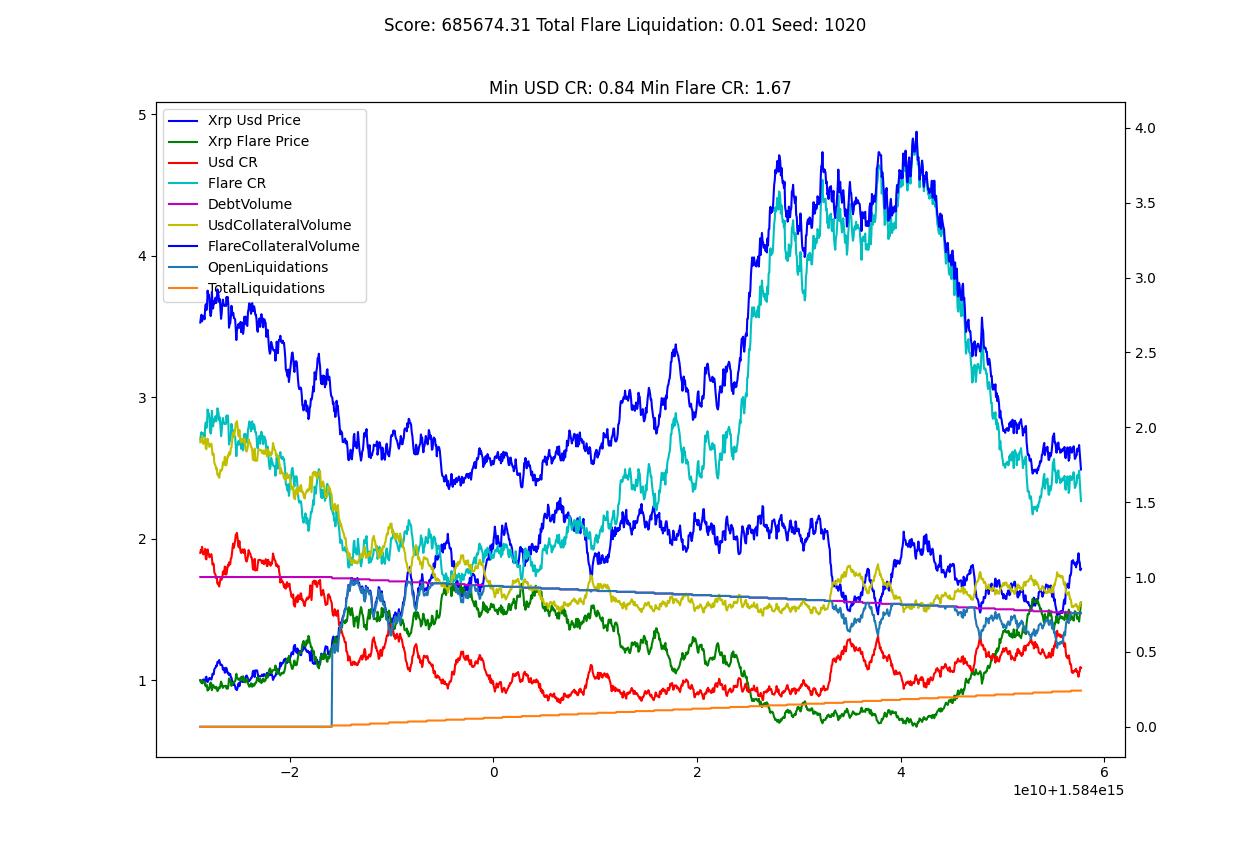 Score: 685674.31 Total Flare Liquidation: 0.01 Seed: 1020
Min USD CR: 0.84 Min Flare CR: 1.67
Xrp Usd Price
Xrp Flare Price
Usd CR
Flare CR
DebtVolume
UsdCollateralVolume
FlareCollateralVolume
OpenLiquidations
TotalLiquidations
5
4
3
2
1
4.0
3.5
3.0
2.5
2.0
1.5
1.0
0.5
0.0
−2 0 2 4 6
1e10+1.584e15